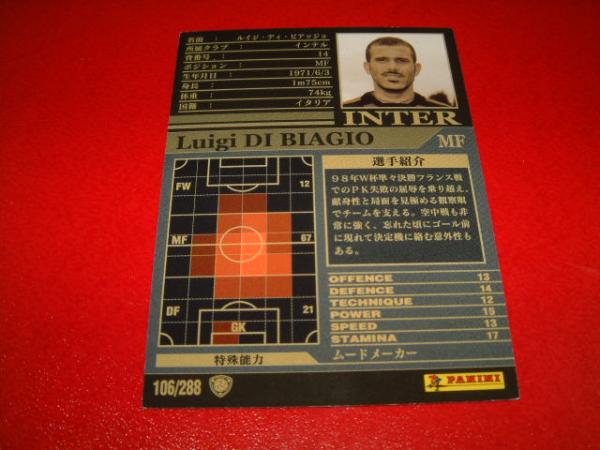 名前 : ルイジ・ディ・ビアッジョ
所属クラブ : インテル
背番号 : 14
ポジション : MF
生年月日 : 1971/6/3
身長 : 1m75cm
体重 : 74kg
国籍 : イタリア
INTER
Luigi DI BIAGIO MF
FW 12
MF 67
DF 21
GK
選手紹介
98年W杯準々決勝フランス戦
でのPK失敗の屈辱を乗り越え、
献身性と局面を見極める観察眼
でチームを支える。空中戦も非
常に強く、忘れた頃にゴール前
に現れて決定機に絡む意外性も
ある。
OFFENCE 13
DEFENCE 14
TECHNIQUE 12
POWER 15
SPEED 13
STAMINA 17
特殊能力 ムードメーカー
106/288
PANINI